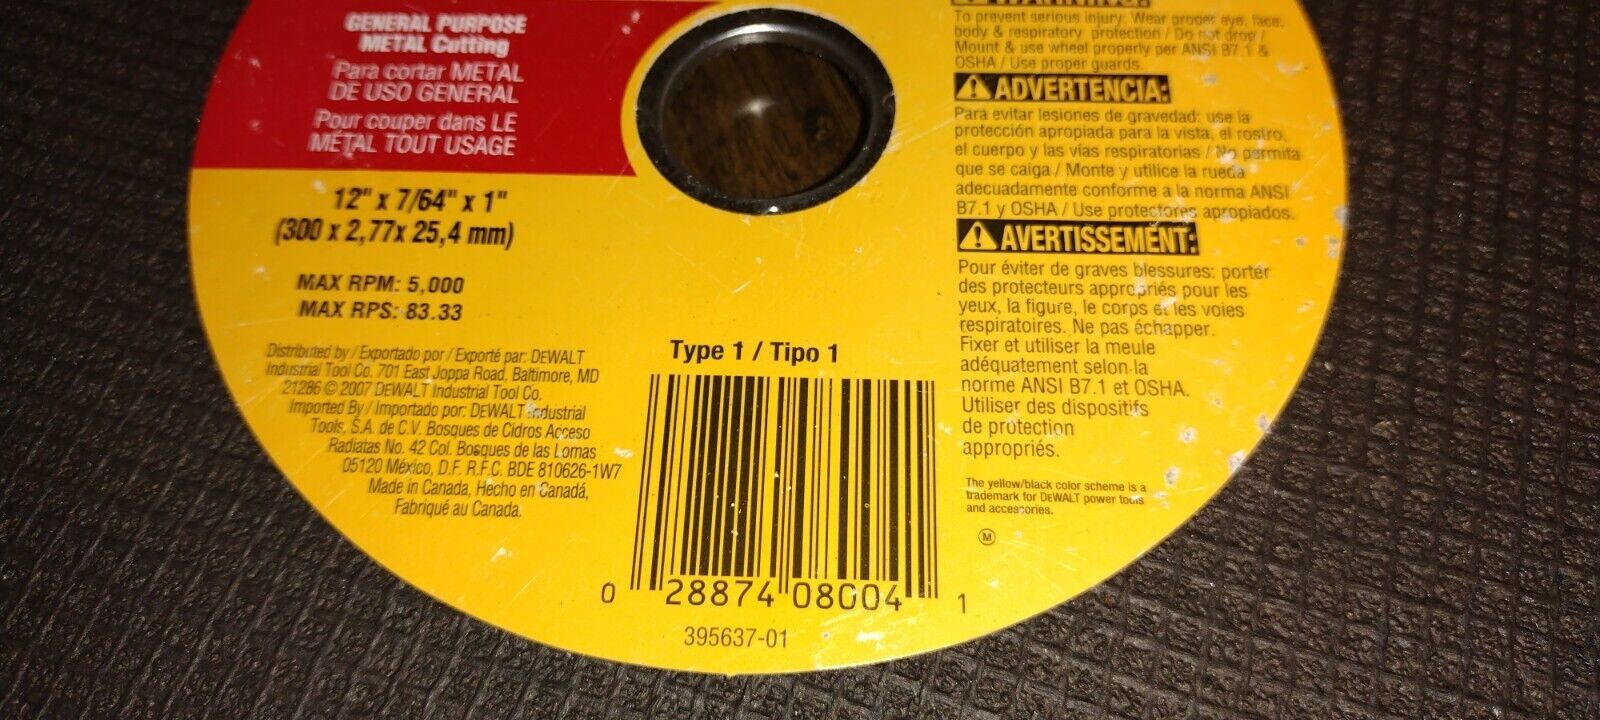 GENERAL PURPOSE
METAL Cutting
Para cortar METAL
DE USO GENERAL
Pour couper dans LE
MÉTAL TOUT USAGE
12" x 7/64" x 1"
(300 x 2,77x 25,4 mm)
MAX RPM: 5,000
MAX RPS: 83.33
Distributed by / Exportado por / Exporté par: DEWALT
Industrial Tool Co. 701 East Joppa Road, Baltimore, MD
21286 © 2007 DEWALT Industrial Tool Co.
Imported By / Importado por: DEWALT Industrial
Tools, S.A. de C.V. Bosques de Cidros Acceso
Radiatas No. 42 Col. Bosques de las Lomas
05120 México, D.F. R.F.C. BDE 810626-1W7
Made in Canada, Hecho en Canadá,
Fabriqué au Canada.
Type 1 / Tipo 1
0 28874 08004 1
395637-01
WARNING:
To prevent serious injury: Wear proper eye, face,
body & respiratory protection / Do not drop /
Mount & use wheel properly per ANSI B7.1 &
OSHA / Use proper guards.
ADVERTENCIA:
Para evitar lesiones de gravedad: use la
protección apropiada para la vista, el rostro,
el cuerpo y las vías respiratorias / No permita
que se caiga / Monte y utilice la rueda
adecuadamente conforme a la norma ANSI
B7.1 y OSHA / Use protectores apropiados.
AVERTISSEMENT:
Pour éviter de graves blessures: porter
des protecteurs appropriés pour les
yeux, la figure, le corps et les voies
respiratoires. Ne pas échapper.
Fixer et utiliser la meule
adéquatement selon la
norme ANSI B7.1 et OSHA.
Utiliser des dispositifs
de protection
appropriés.
The yellow/black color scheme is a
trademark for DEWALT power tools
and accessories.
M